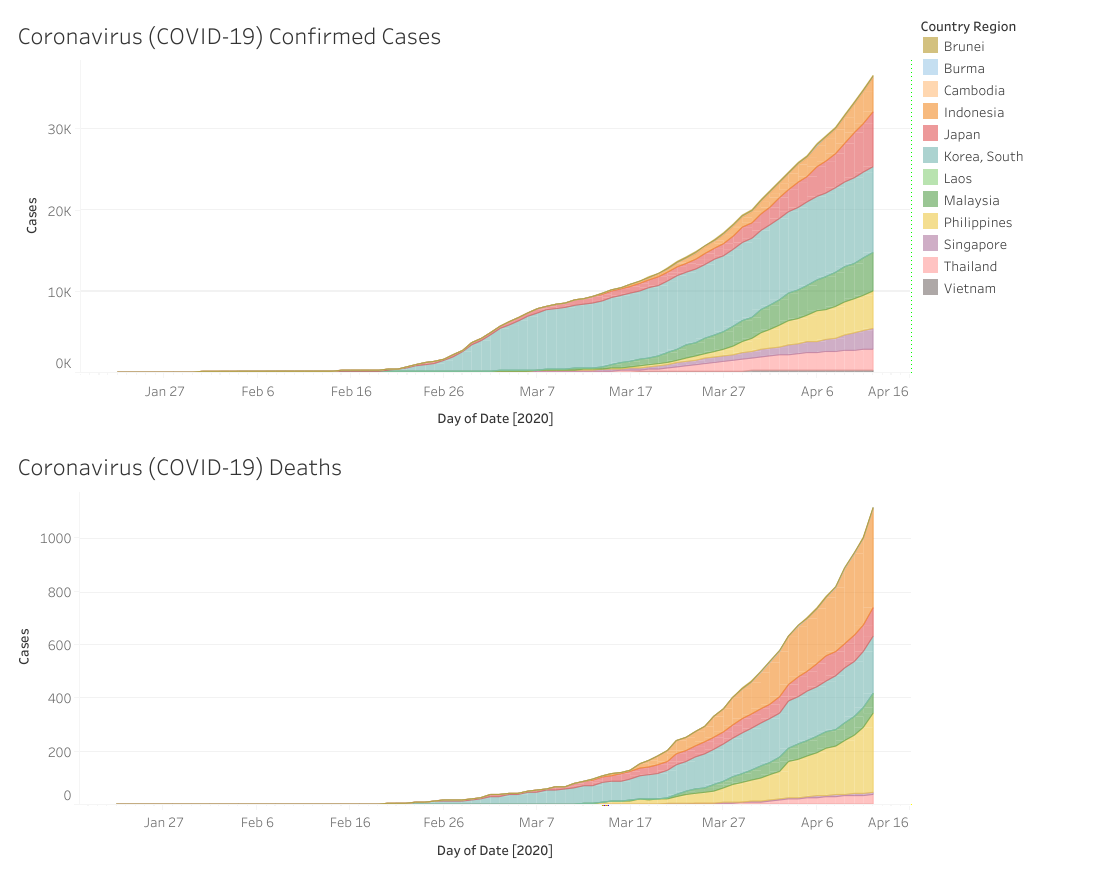 Coronavirus (COVID-19) Confirmed Cases
Country Region
Brunei
Burma
Cambodia
Indonesia
Japan
Korea, South
Laos
Malaysia
Philippines
Singapore
Thailand
Vietnam
30K
20K
10K
0K
Cases
Jan 27 Feb 6 Feb 16 Feb 26 Mar 7 Mar 17 Mar 27 Apr 6 Apr 16
Day of Date [2020]
Coronavirus (COVID-19) Deaths
1000
800
600
400
200
0
Cases
Jan 27 Feb 6 Feb 16 Feb 26 Mar 7 Mar 17 Mar 27 Apr 6 Apr 16
Day of Date [2020]